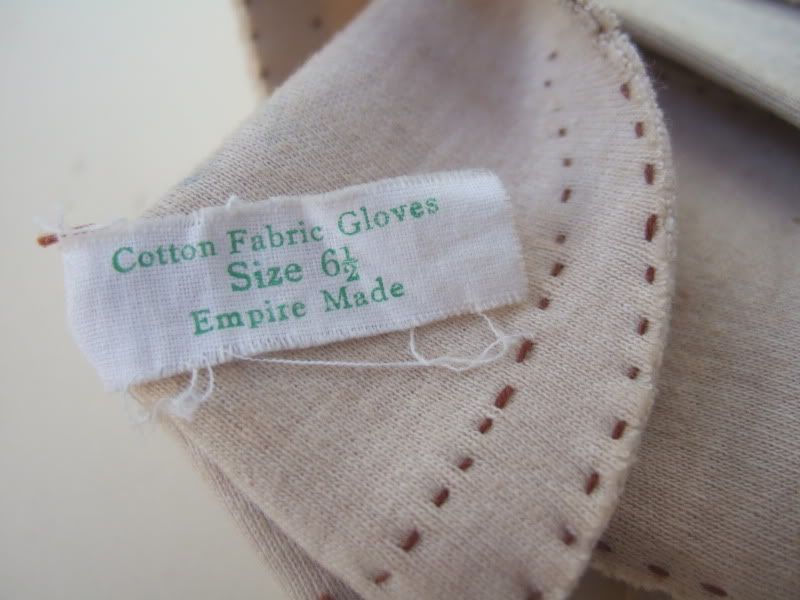 Cotton Fabric Gloves
Size 6½
Empire Made